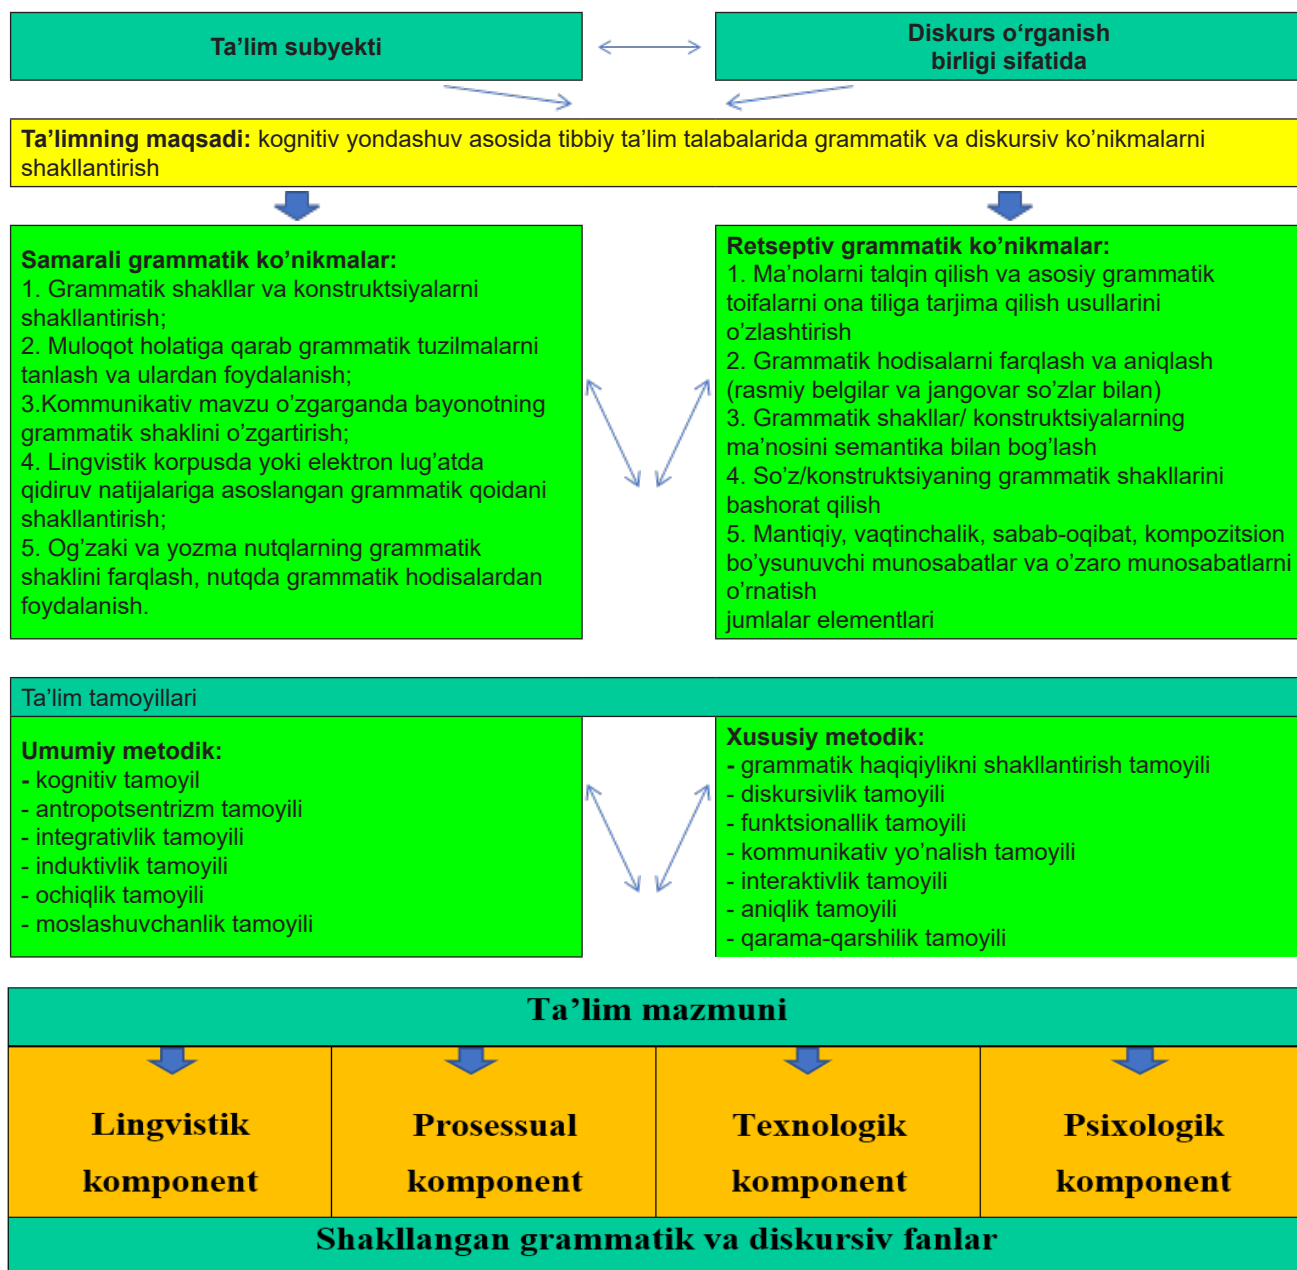 Ta’lim subyekti
Diskurs o‘rganish
birligi sifatida
Ta’limning maqsadi: kognitiv yondashuv asosida tibbiy ta’lim talabalarida grammatik va diskursiv ko’nikmalarni
shakllantirish
Samarali grammatik ko’nikmalar:
1. Grammatik shakllar va konstruktsiyalarni
shakllantirish;
2. Muloqot holatiga qarab grammatik tuzilmalarni
tanlash va ulardan foydalanish;
3.Kommunikativ mavzu o’zgarganda bayonotning
grammatik shaklini o’zgartirish;
4. Lingvistik korpusda yoki elektron lug’atda
qidiruv natijalariga asoslangan grammatik qoidani
shakllantirish;
5. Og’zaki va yozma nutqlarning grammatik
shaklini farqlash, nutqda grammatik hodisalardan
foydalanish.
Retseptiv grammatik ko’nikmalar:
1. Ma’nolarni talqin qilish va asosiy grammatik
toifalarni ona tiliga tarjima qilish usullarini
o’zlashtirish
2. Grammatik hodisalarni farqlash va aniqlash
(rasmiy belgilar va jangovar so’zlar bilan)
3. Grammatik shakllar/ konstruktsiyalarning
ma’nosini semantika bilan bog’lash
4. So’z/konstruktsiyaning grammatik shakllarini
bashorat qilish
5. Mantiqiy, vaqtinchalik, sabab-oqibat, kompozitsion
bo’ysunuvchi munosabatlar va o’zaro munosabatlarni
o’rnatish
jumlalar elementlari
Ta’lim tamoyillari
Umumiy metodik:
- kognitiv tamoyil
- antropotsentrizm tamoyili
- integrativlik tamoyili
- induktivlik tamoyili
- ochiqlik tamoyili
- moslashuvchanlik tamoyili
Xususiy metodik:
- grammatik haqiqiylikni shakllantirish tamoyili
- diskursivlik tamoyili
- funktsionallik tamoyili
- kommunikativ yo’nalish tamoyili
- interaktivlik tamoyili
- aniqlik tamoyili
- qarama-qarshilik tamoyili
Ta’lim mazmuni
Lingvistik
komponent
Prosessual
komponent
Texnologik
komponent
Psixologik
komponent
Shakllangan grammatik va diskursiv fanlar